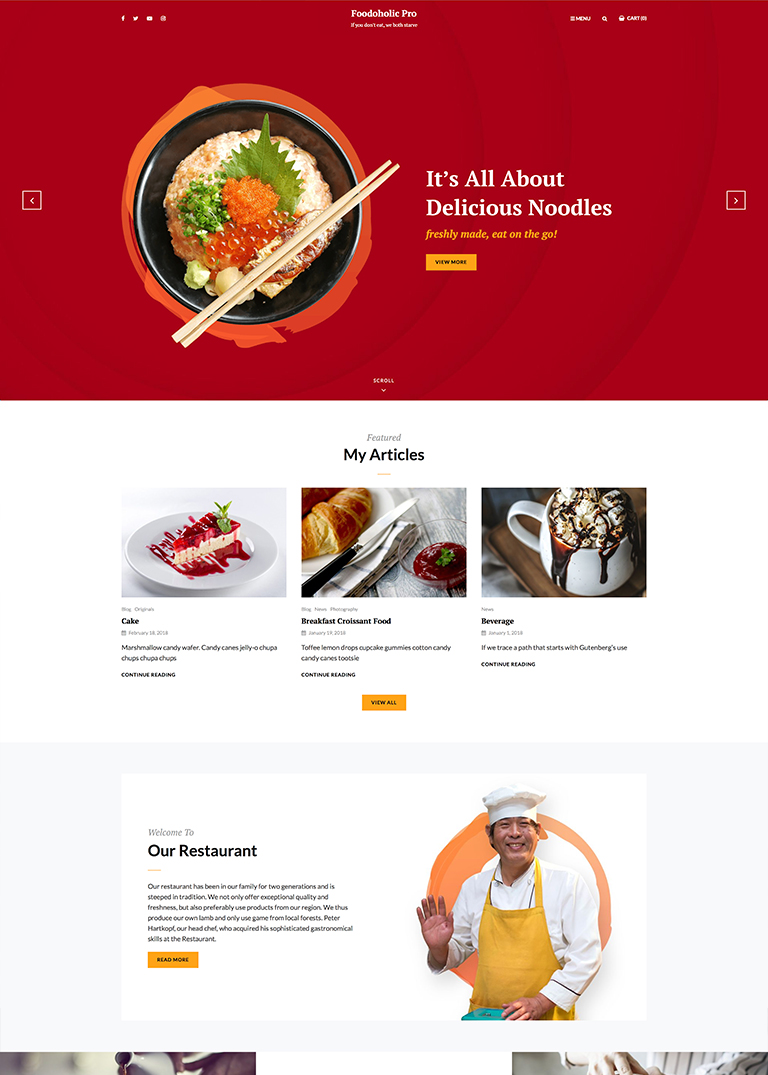 Foodoholic Pro
If you don't eat, we both starve
MENU
CART (0)
It's All About
Delicious Noodles
freshly made, eat on the go!
VIEW MORE
SCROLL
Featured
My Articles
Blog Originals
Cake
February 18, 2018
Marshmallow candy wafer. Candy canes jelly-o chupa
chups chupa chups
CONTINUE READING
Blog News Photography
Breakfast Croissant Food
January 19, 2018
Toffee lemon drops cupcake gummies cotton candy
candy canes tootsie
CONTINUE READING
News
Beverage
January 1, 2018
If we trace a path that starts with Gutenberg's use
CONTINUE READING
VIEW ALL
Welcome To
Our Restaurant
Our restaurant has been in our family for two generations and is
steeped in tradition. We not only offer exceptional quality and
freshness, but also preferably use products from our region. We thus
produce our own lamb and only use game from local forests. Peter
Hartkopf, our head chef, who acquired his sophisticated gastronomical
skills at the Restaurant.
READ MORE